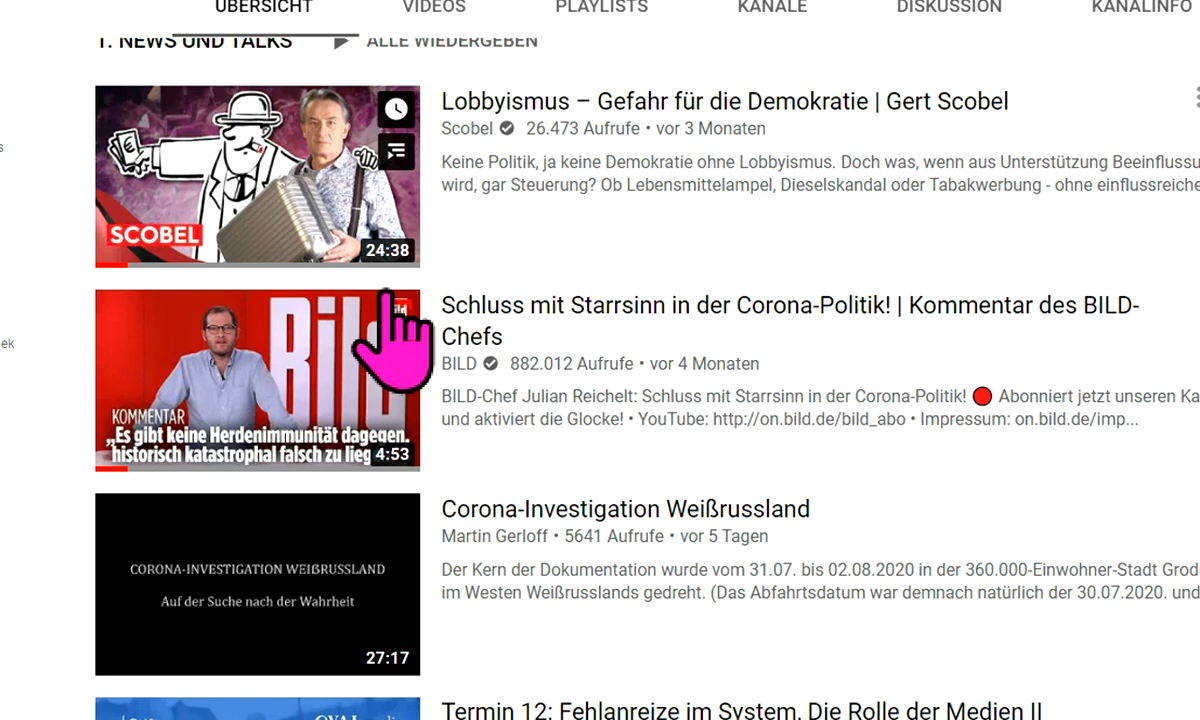 ÜBERSICHT VIDEOS PLAYLISTS KANÄLE DISKUSSION KANALINFO
1. NEWS UND TALKS ALLE WIEDERGEBEN
SCOBEL
24:38
Lobbyismus – Gefahr für die Demokratie | Gert Scobel
Scobel 26.473 Aufrufe • vor 3 Monaten
Keine Politik, ja keine Demokratie ohne Lobbyismus. Doch was, wenn aus Unterstützung Beeinflussu
wird, gar Steuerung? Ob Lebensmittelampel, Dieselskandal oder Tabakwerbung - ohne einflussreiche
s
Bild
KOMMENTAR
„Es gibt keine Herdenimmunität dagegen,
historisch katastrophal falsch zu lieg
4:53
Schluss mit Starrsinn in der Corona-Politik! | Kommentar des BILD-
Chefs
BILD 882.012 Aufrufe • vor 4 Monaten
BILD-Chef Julian Reichelt: Schluss mit Starrsinn in der Corona-Politik! 🔴 Abonniert jetzt unseren Ka
und aktiviert die Glocke! • YouTube: http://on.bild.de/bild_abo • Impressum: on.bild.de/imp...
ek
CORONA-INVESTIGATION WEIßRUSSLAND
Auf der Suche nach der Wahrheit
27:17
Corona-Investigation Weißrussland
Martin Gerloff • 5641 Aufrufe • vor 5 Tagen
Der Kern der Dokumentation wurde vom 31.07. bis 02.08.2020 in der 360.000-Einwohner-Stadt Grod
im Westen Weißrusslands gedreht. (Das Abfahrtsdatum war demnach natürlich der 30.07.2020. und
Termin 12: Fehlanreize im System. Die Rolle der Medien II